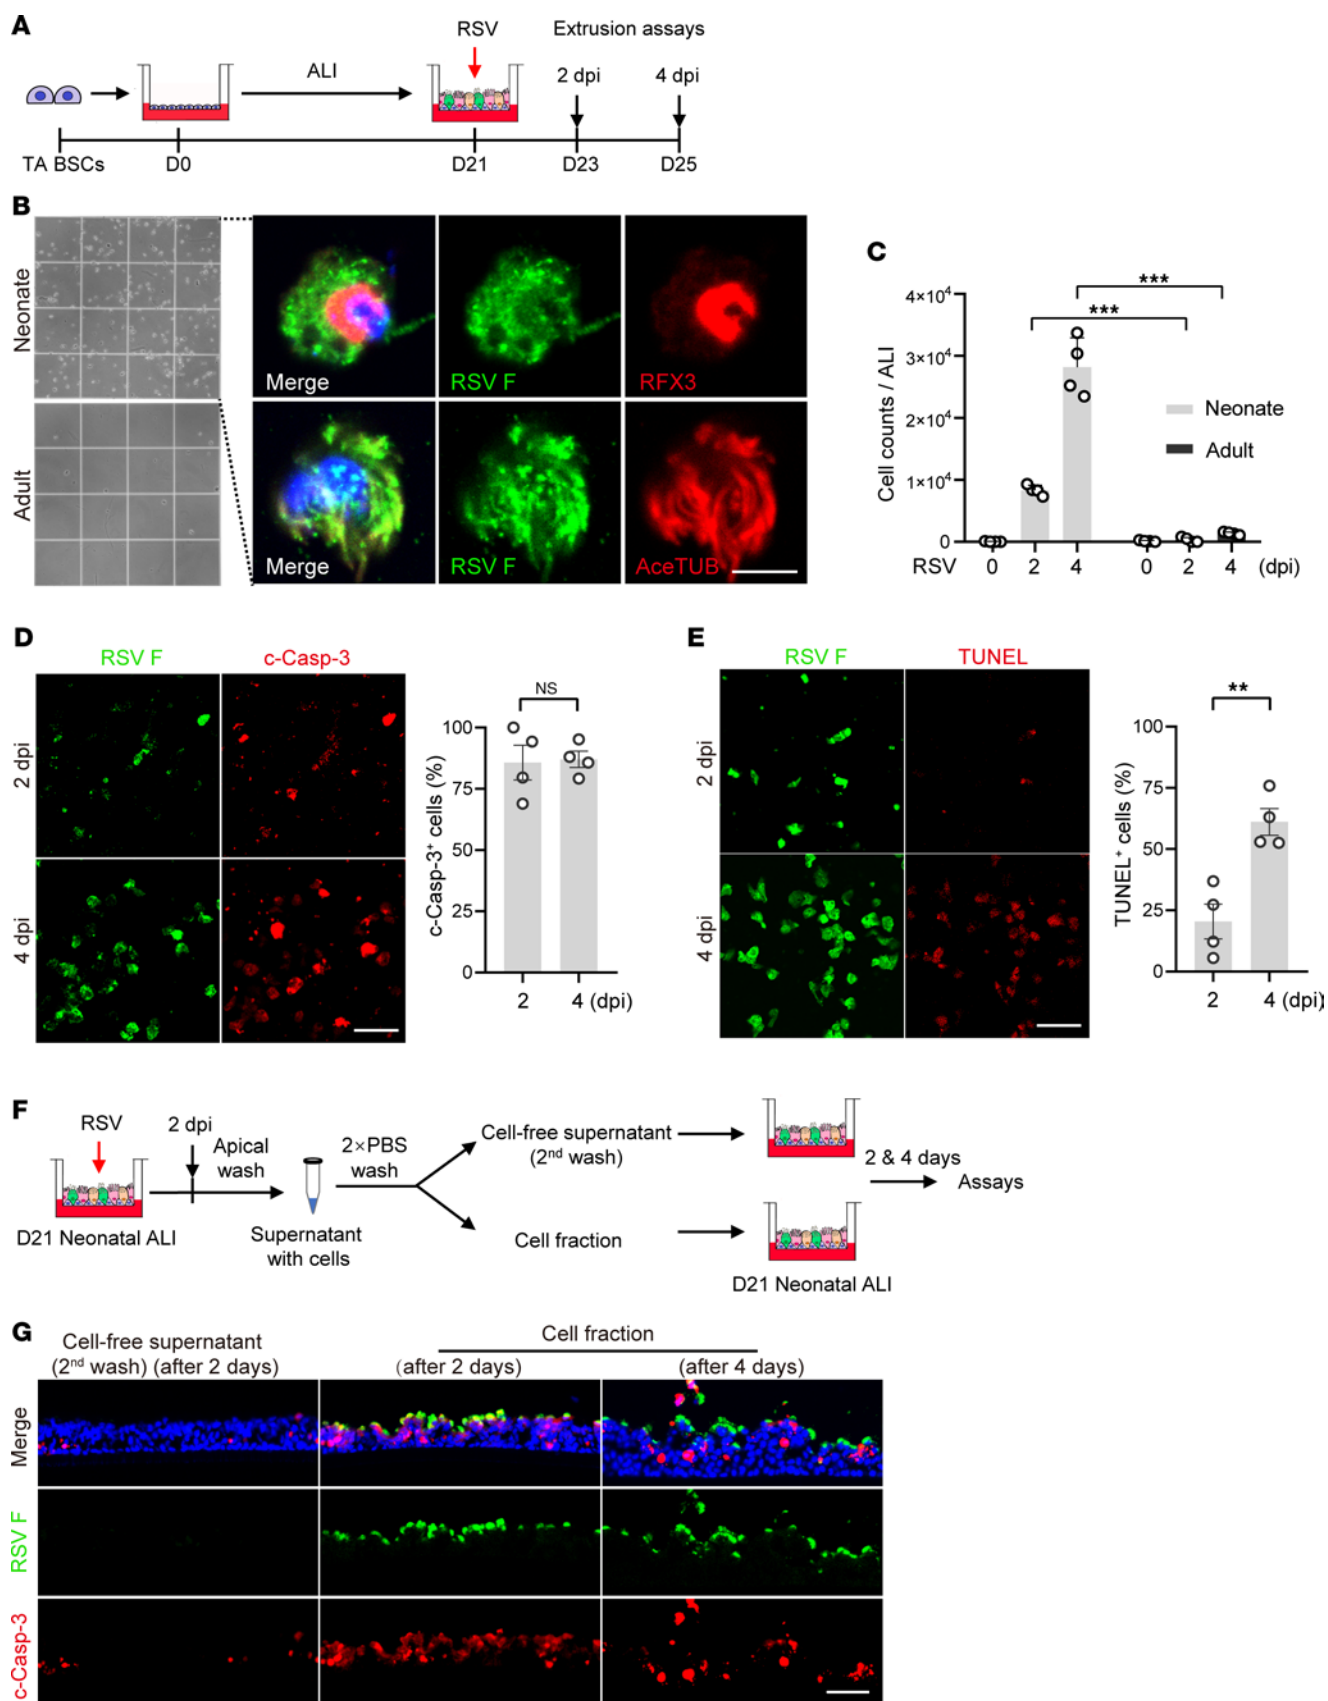 A
RSV
Extrusion assays
ALI
2 dpi
4 dpi
TA BSCs
D0
D21
D23
D25
B
Neonate
Adult
Merge
RSV F
RFX3
Merge
RSV F
AceTUB
C
Cell counts / ALI
4×10⁴
3×10⁴
2×10⁴
1×10⁴
0
***
***
Neonate
Adult
RSV
0 2 4 0 2 4 (dpi)
D
RSV F
c-Casp-3
2 dpi
4 dpi
c-Casp-3⁺ cells (%)
NS
100
75
50
25
0
2 4 (dpi)
E
RSV F
TUNEL
2 dpi
4 dpi
TUNEL⁺ cells (%)
**
100
75
50
25
0
2 4 (dpi)
F
RSV
2 dpi
Apical
wash
2×PBS
wash
Cell-free supernatant
(2nd wash)
2 & 4 days
Assays
D21 Neonatal ALI
Supernatant
with cells
Cell fraction
D21 Neonatal ALI
G
Cell-free supernatant
(2nd wash) (after 2 days)
Cell fraction
(after 2 days)
(after 4 days)
Merge
RSV F
c-Casp-3